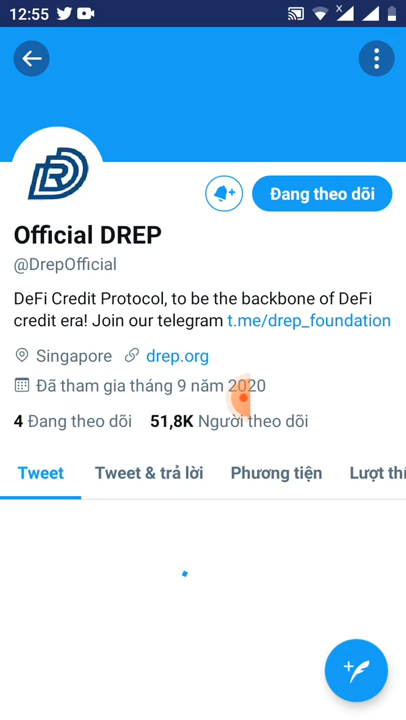 12:55
Đang theo dõi
Official DREP
@DrepOfficial
DeFi Credit Protocol, to be the backbone of DeFi
credit era! Join our telegram t.me/drep_foundation
Singapore drep.org
Đã tham gia tháng 9 năm 2020
4 Đang theo dõi 51,8K Người theo dõi
Tweet Tweet & trả lời Phương tiện Lượt thí